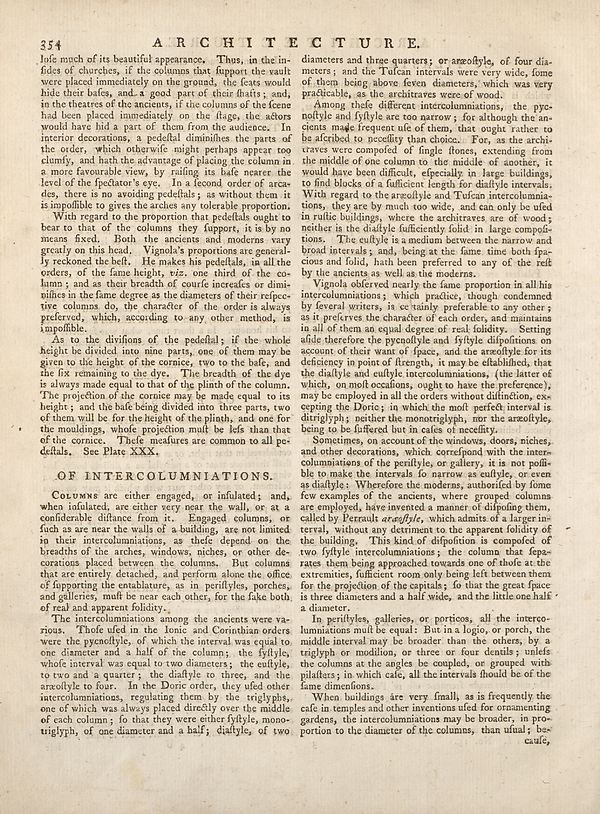 354
ARCHITECTURE.
loſe much of its beautiful appearance. Thus, in the in-
ſides of churches, if the columns that ſupport the vault
were placed immediately on the ground, the ſeats would
hide their baſes, and a good part of their ſhafts; and,
in the theatres of the ancients, if the columns of the ſcene
had been placed immediately on the ſtage, the actors
would have hid a part of them from the audience. In
interior decorations, a pedeſtal diminiſhes the parts of
the order, which otherwiſe might perhaps appear too
clumſy, and hath the advantage of placing the column in
a more favourable view, by raiſing its baſe nearer the
level of the ſpectator's eye. In a ſecond order of arca-
des, there is no avoiding pedeſtals; as without them it
is impoſſible to gives the arches any tolerable proportion.
With regard to the proportion that pedeſtals ought to
bear to that of the columns they ſupport, it is by no
means fixed. Both the ancients and moderns vary
greatly on this head. Vignola's proportions are general-
ly reckoned the beſt. He makes his pedeſtals, in all the
orders, of the ſame height, viz. one third of the co-
lumn; and as their breadth of courſe increaſes or dimi-
niſhes in the ſame degree as the diameters of their reſpec-
tive columns do, the character of the order is always
preſerved, which, according to any other method, is
impoſſible.
As to the diviſions of the pedeſtal; if the whole
height be divided into nine parts, one of them may be
given to the height of the cornice, two to the baſe, and
the ſix remaining to the dye. The breadth of the dye
is always made equal to that of the plinth of the column.
The projection of the cornice may be made equal to its
height; and the baſe being divided into three parts, two
of them will be for the height of the plinth, and one for
the mouldings, whoſe projection muſt be leſs than that
of the cornice. Theſe meaſures are common to all pe-
deſtals. See Plate XXX.
OF INTERCOLUMNIATIONS.
COLUMNS are either engaged, or inſulated; and,
when inſulated, are either very near the wall, or at a
conſiderable diſtance from it. Engaged columns, or
ſuch as are near the walls of a building, are not limited
in their intercolumniations, as theſe depend on the
breadths of the arches, windows, niches, or other de-
corations placed between the columns. But columns
that are entirely detached, and perform alone the office
of ſupporting the entablature, as in periſtyles, porches,
and galleries, muſt be near each other, for the ſake both
of real and apparent ſolidity.
The intercolumniations among the ancients were va-
rious. Thoſe uſed in the Ionic and Corinthian orders
were the pycnoſtyle, of which the interval was equal to
one diameter and a half of the column; the ſyſtyle,
whoſe interval was equal to two diameters; the euſtyle,
to two and a quarter; the diaſtyle to three, and the
aræoſtyle to four. In the Doric order, they uſed other
intercolumniations, regulating them by the triglyphs,
one of which was always placed directly over the middle
of each column; ſo that they were either ſyſtyle, mono-
triglyph, of one diameter and a half; diaſtyle, of two
diameters and three quarters; or aræoſtyle, of four dia-
meters; and the Tuſcan intervals were very wide, ſome
of them being above ſeven diameters, which was very
practicable, as the architraves were of wood.
Among theſe different intercolumniations, the pyc-
noſtyle and ſyſtyle are too narrow; for although the an-
cients made frequent uſe of them, that ought rather to
be aſcribed to neceſſity than choice. For, as the archi-
traves were compoſed of ſingle ſtones, extending from
the middle of one column to the middle of another, it
would have been difficult, eſpecially in large buildings,
to find blocks of a ſufficient length for diaſtyle intervals.
With regard to the aræoſtyle and Tuſcan intercolumnia-
tions, they are by much too wide, and can only be uſed
in ruſtic buildings, where the architraves are of wood;
neither is the diaſtyle ſufficiently ſolid in large compoſi-
tions. The euſtyle is a medium between the narrow and
broad intervals; and, being at the ſame time both ſpa-
cious and ſolid, hath been preferred to any of the reſt
by the ancients as well as the moderns.
Vignola obſerved nearly the ſame proportion in all his
intercolumniations; which practice, though condemned
by ſeveral writers, is certainly preferable to any other;
as it preſerves the character of each order, and maintains
in all of them an equal degree of real ſolidity. Setting
aſide therefore the pycnoſtyle and ſyſtyle diſpoſitions on
account of their want of ſpace, and the aræoſtyle for its
deficiency in point of ſtrength, it may be eſtabliſhed, that
the diaſtyle and euſtyle intercolumniations, (the latter of
which, on moſt occaſions, ought to have the preference),
may be employed in all the orders without diſtinction, ex-
cepting the Doric; in which the moſt perfect interval is
ditriglyph; neither the monotriglyph, nor the aræoſtyle,
being to be ſuffered but in caſes of neceſſity.
Sometimes, on account of the windows, doors, niches,
and other decorations, which correſpond with the inter-
columniations of the periſtyle, or gallery, it is not poſſi-
ble to make the intervals ſo narrow as euſtyle, or even
as diaſtyle: Wherefore the moderns, authoriſed by ſome
few examples of the ancients, where grouped columns
are employed, have invented a manner of diſpoſing them,
called by Perrault aræoſtyle, which admits of a larger in-
terval, without any detriment to the apparent ſolidity of
the building. This kind of diſpoſition is compoſed of
two ſyſtyle intercolumniations; the column that ſepa-
rates them being approached towards one of thoſe at the
extremities, ſufficient room only being left between them
for the projection of the capitals; ſo that the great ſpace
is three diameters and a half wide, and the little one half
a diameter.
In periſtyles, galleries, or porticos, all the interco-
lumniations muſt be equal: But in a logio, or porch, the
middle interval may be broader than the others, by a
triglyph or modilion, or three or four dentils; unleſs
the columns at the angles be coupled, or grouped with
pilaſters; in which caſe, all the intervals ſhould be of the
ſame dimenſions.
When buildings are very ſmall, as is frequently the
caſe in temples and other inventions uſed for ornamenting
gardens, the intercolumniations may be broader, in pro-
portion to the diameter of the columns, than uſual; be-
cauſe,